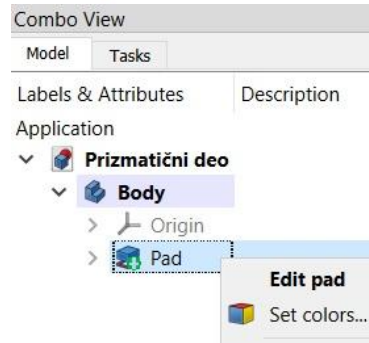 Combo View
Model Tasks
Labels & Attributes Description
Application
Prizmatični deo
Body
Origin
Pad
Edit pad
Set colors...